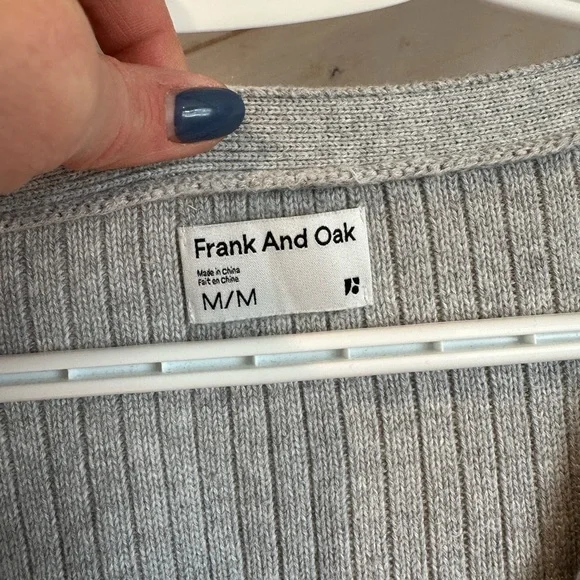 Frank And Oak
Made in China
Fait en Chine
M/M